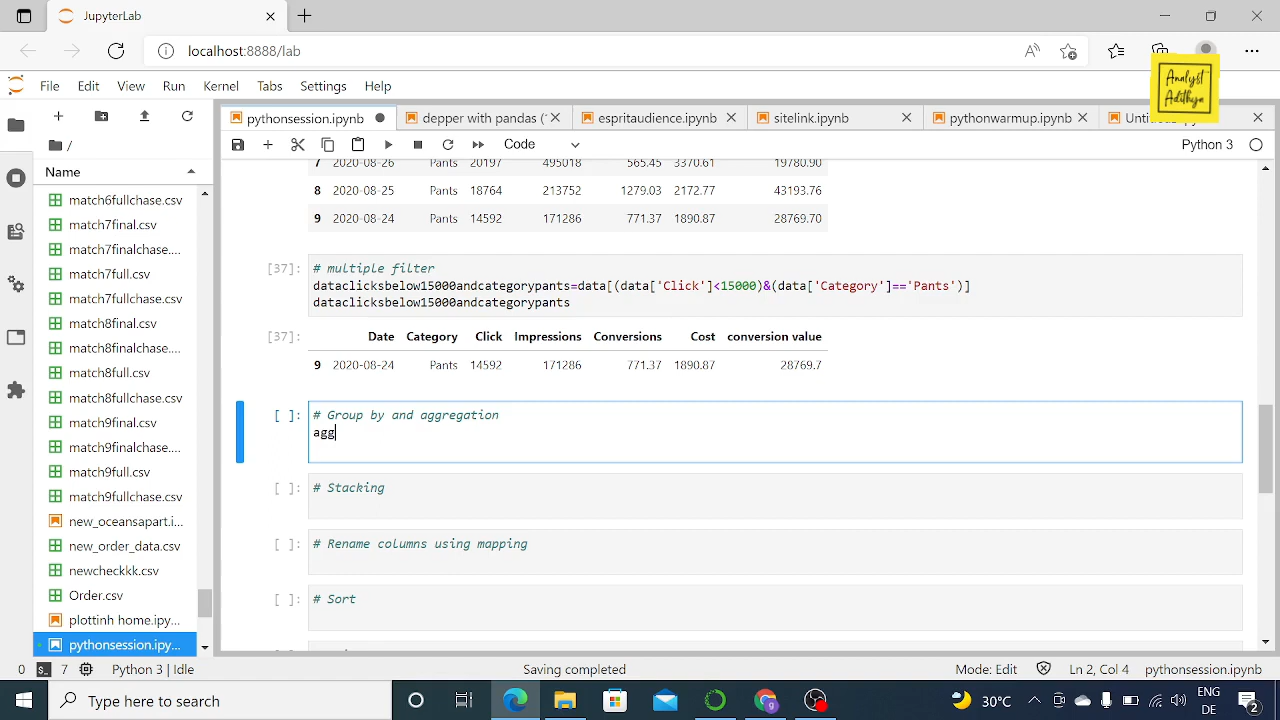 JupyterLab
localhost:8888/lab
File Edit View Run Kernel Tabs Settings Help
Analyst
Adithya
pythonsession.ipynb
depper with pandas (
espritaudience.ipynb
sitelink.ipynb
pythonwarmup.ipynb
/
Code
Python 3
Name
match6fullchase.csv
match7final.csv
match7finalchase....
match7full.csv
match7fullchase.csv
match8final.csv
match8finalchase....
match8full.csv
match8fullchase.csv
match9final.csv
match9finalchase....
match9full.csv
match9fullchase.csv
new_oceansapart.i...
new_order_data.csv
newcheckkk.csv
Order.csv
plottinh home.ipy...
pythonsession.ipy...
7 2020-08-26 Pants 20197 495018 565.45 3370.61 19780.90
8 2020-08-25 Pants 18764 213752 1279.03 2172.77 43193.76
9 2020-08-24 Pants 14592 171286 771.37 1890.87 28769.70
[37]: # multiple filter
dataclicksbelow15000andcategorypants=data[(data['Click']<15000)&(data['Category']=='Pants')]
dataclicksbelow15000andcategorypants
[37]: Date Category Click Impressions Conversions Cost conversion value
9 2020-08-24 Pants 14592 171286 771.37 1890.87 28769.7
[ ]: # Group by and aggregation
agg
[ ]: # Stacking
[ ]: # Rename columns using mapping
[ ]: # Sort
0 7 Python 3 | Idle Saving completed Mode: Edit Ln 2, Col 4 pythonsession.ipynb
Type here to search
30°C
ENG
DE
2